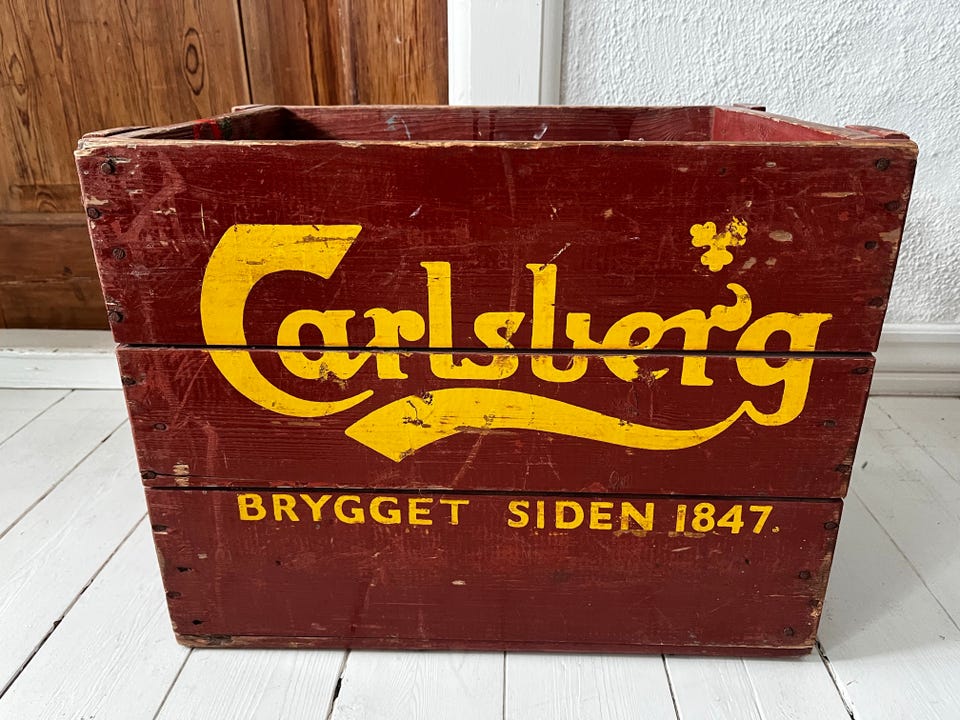 Carlsberg
BRYGGET SIDEN 1847.